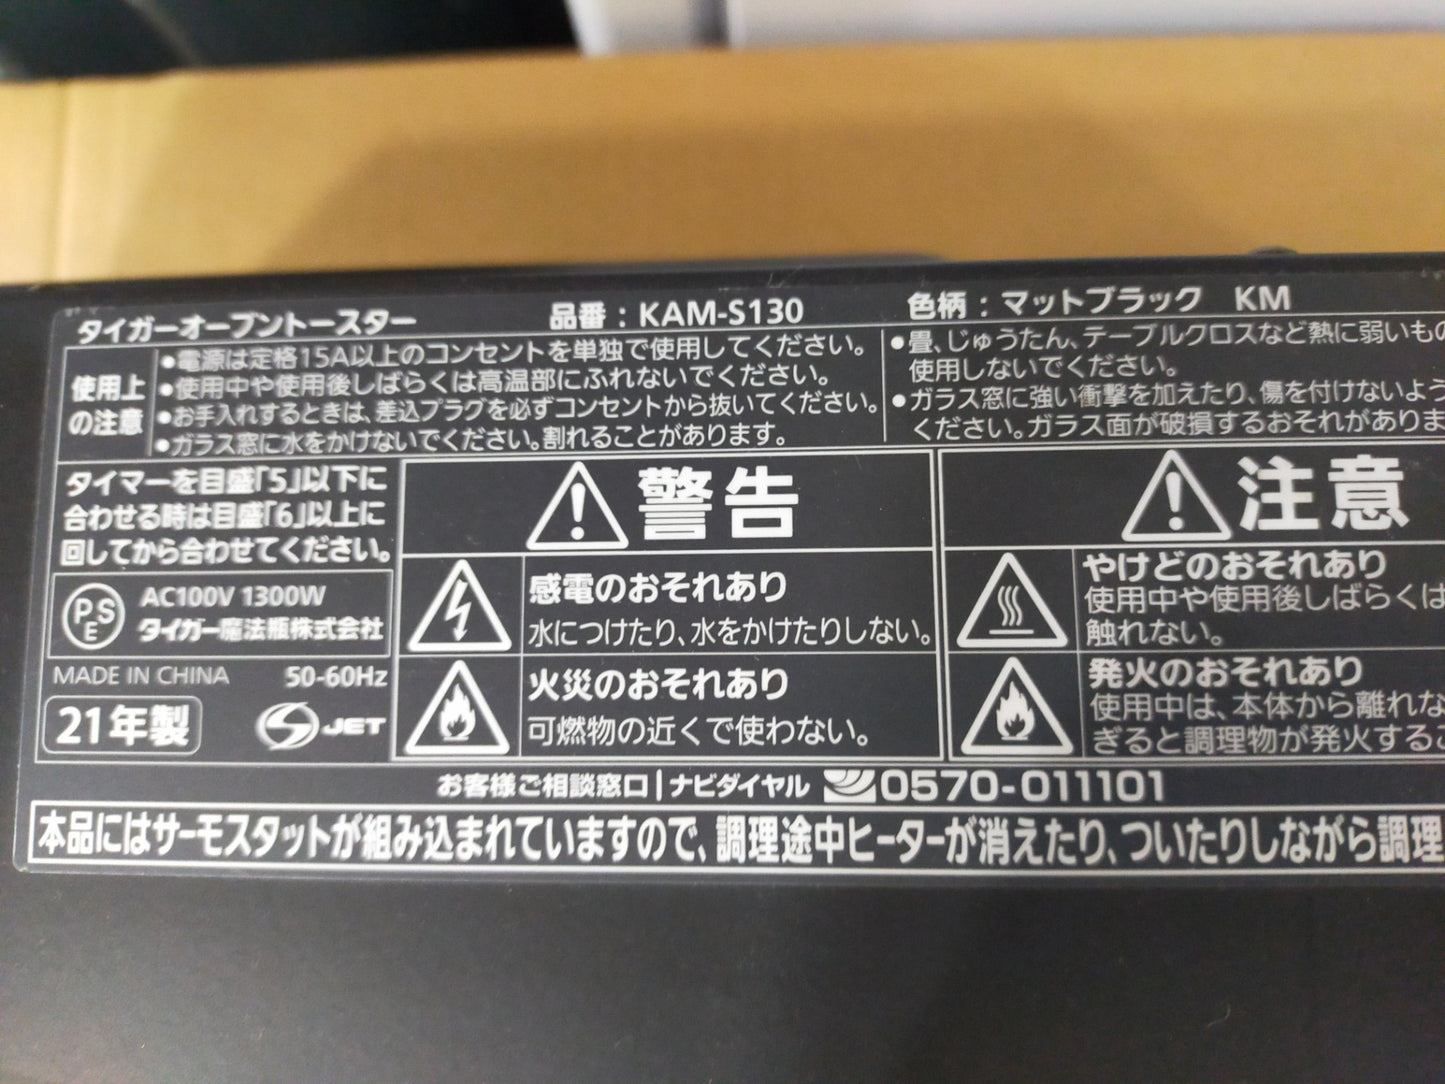 タイガーオーブントースター 品番：KAM-S130 色柄：マットブラック KM
使用上
の注意
●電源は定格15A以上のコンセントを単独で使用してください。
●使用中や使用後しばらくは高温部にふれないでください。
●お手入れするときは、差込プラグを必ずコンセントから抜いてください。
●ガラス窓に水をかけないでください。割れることがあります。
●畳、じゅうたん、テーブルクロスなど熱に弱いもの
使用しないでください。
●ガラス窓に強い衝撃を加えたり、傷を付けないよう
ください。ガラス面が破損するおそれがありま
タイマーを目盛「5」以下に
合わせる時は目盛「6」以上に
回してから合わせてください。
PSE
AC100V 1300W
タイガー魔法瓶株式会社
MADE IN CHINA 50-60Hz
21年製
JET
警告
感電のおそれあり
水につけたり、水をかけたりしない。
火災のおそれあり
可燃物の近くで使わない。
注意
やけどのおそれあり
使用中や使用後しばらくは
触れない。
発火のおそれあり
使用中は、本体から離れな
ぎると調理物が発火するこ
お客様ご相談窓口|ナビダイヤル 0570-011101
本品にはサーモスタットが組み込まれていますので、調理途中ヒーターが消えたり、ついたりしながら調理